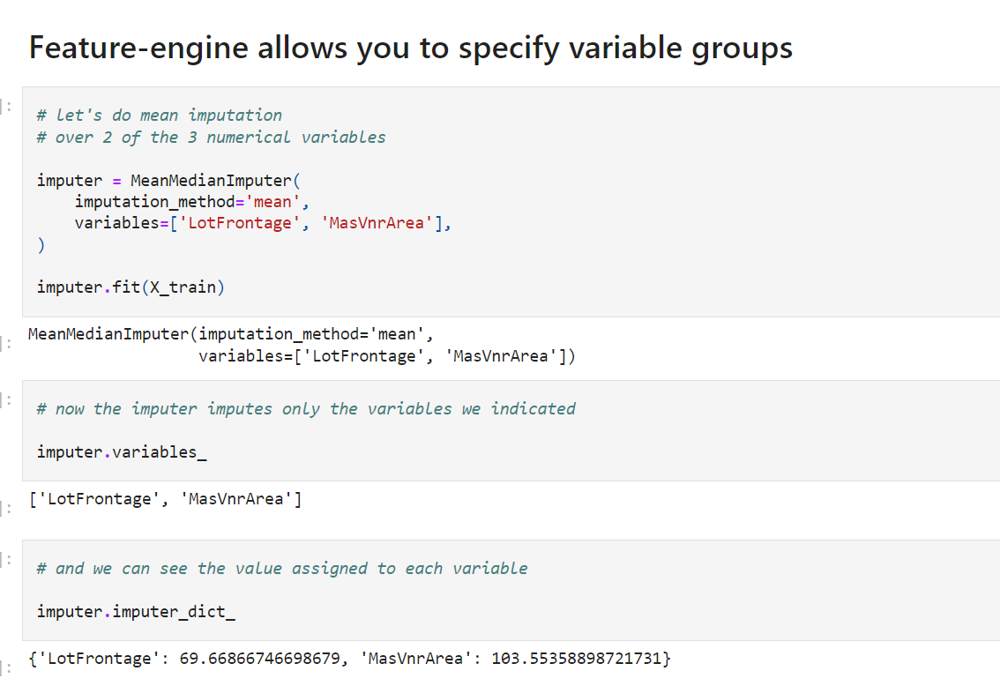 Feature-engine allows you to specify variable groups
]:
# let's do mean imputation
# over 2 of the 3 numerical variables
imputer = MeanMedianImputer(
    imputation_method='mean',
    variables=['LotFrontage', 'MasVnrArea'],
)
imputer.fit(X_train)
]:
MeanMedianImputer(imputation_method='mean',
                  variables=['LotFrontage', 'MasVnrArea'])
]:
# now the imputer imputes only the variables we indicated
imputer.variables_
]:
['LotFrontage', 'MasVnrArea']
]:
# and we can see the value assigned to each variable
imputer.imputer_dict_
]:
{'LotFrontage': 69.66866746698679, 'MasVnrArea': 103.55358898721731}